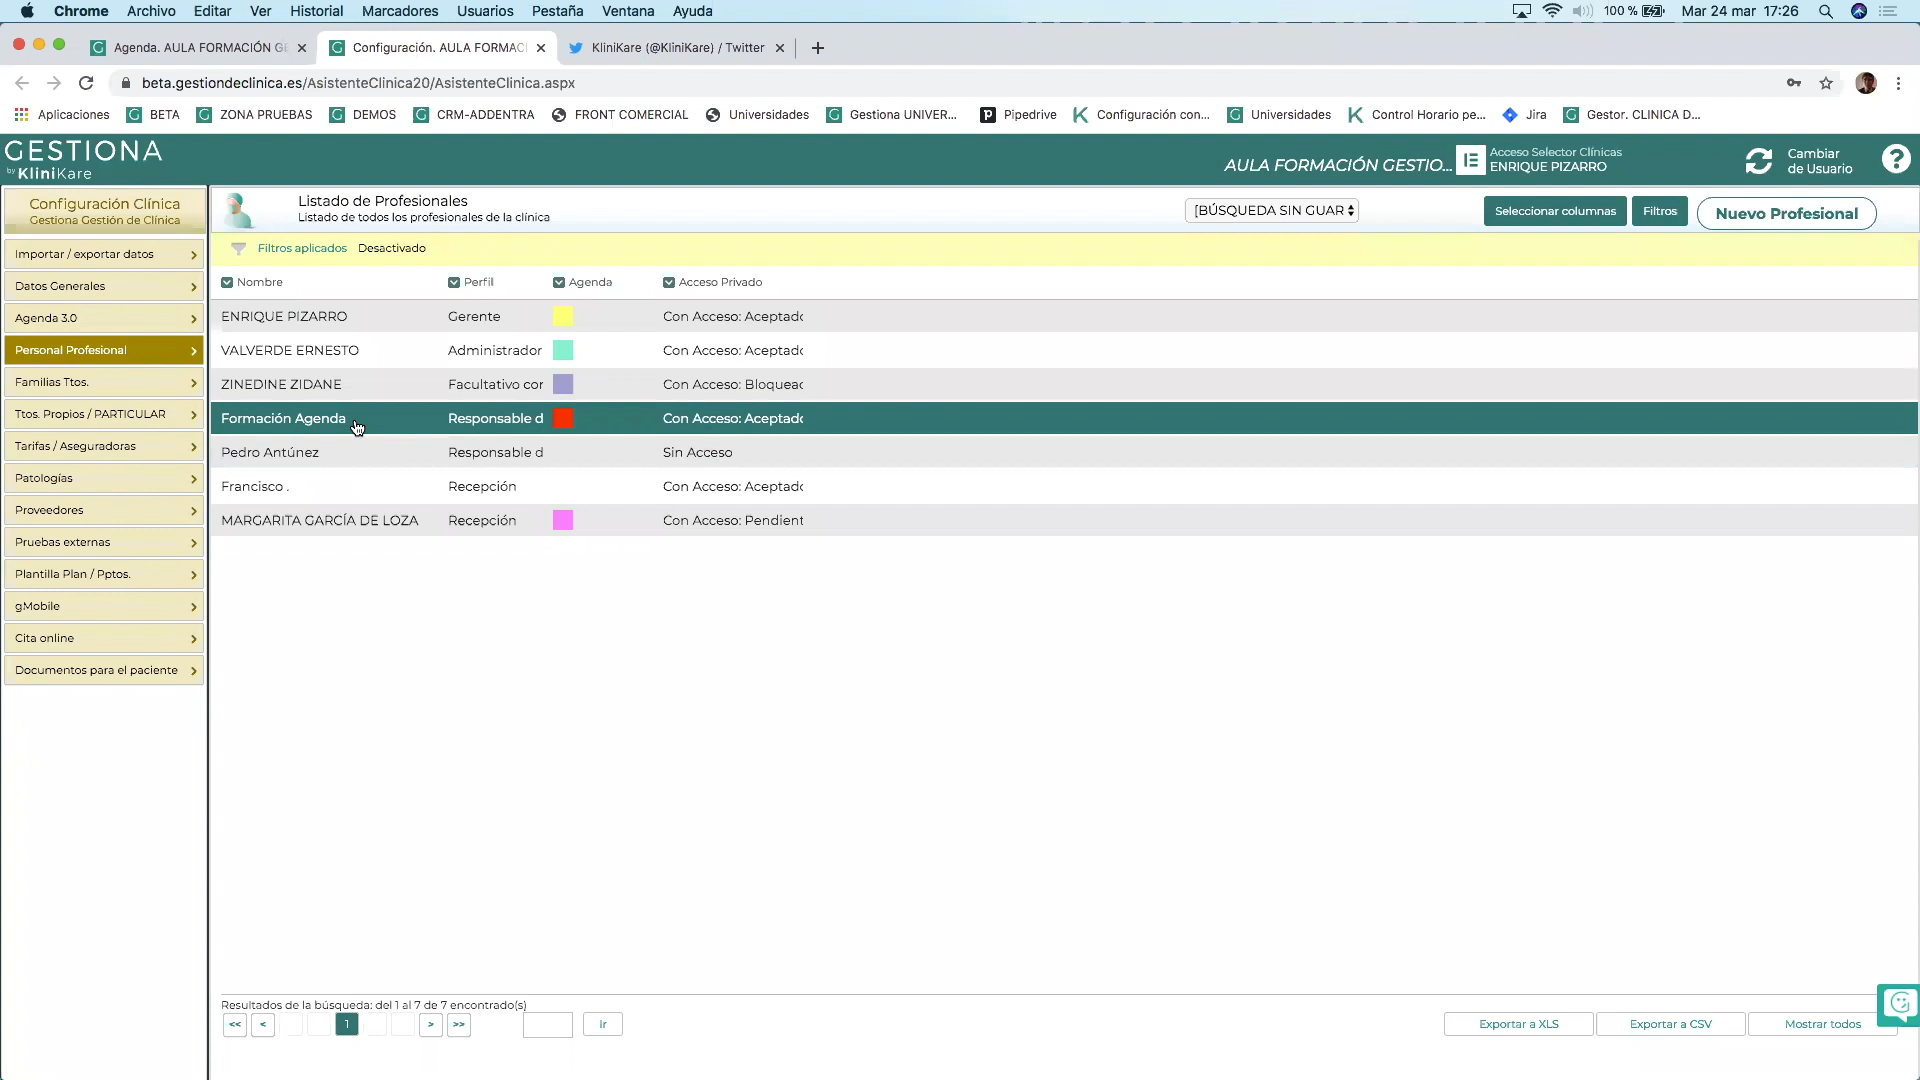 Chrome Archivo Editar Ver Historial Marcadores Usuarios Pestaña Ventana Ayuda 100 % Mar 24 mar 17:26
Agenda. AULA FORMACIÓN GE Configuración. AULA FORMAC KliniKare (@KliniKare) / Twitter
beta.gestiondeclinica.es/AsistenteClinica20/AsistenteClinica.aspx
Aplicaciones BETA ZONA PRUEBAS DEMOS CRM-ADDENTRA FRONT COMERCIAL Universidades Gestiona UNIVER... Pipedrive Configuración con... Universidades Control Horario pe... Jira Gestor. CLINICA D...
GESTIONA
by KliniKare
AULA FORMACIÓN GESTIO...
Acceso Selector Clínicas
ENRIQUE PIZARRO
Cambiar
de Usuario
?
Configuración Clínica
Gestiona Gestión de Clínica
Importar / exportar datos
Datos Generales
Agenda 3.0
Personal Profesional
Familias Ttos.
Ttos. Propios / PARTICULAR
Tarifas / Aseguradoras
Patologías
Proveedores
Pruebas externas
Plantilla Plan / Pptos.
gMobile
Cita online
Documentos para el paciente
Listado de Profesionales
Listado de todos los profesionales de la clínica
[BÚSQUEDA SIN GUAR
Seleccionar columnas
Filtros
Nuevo Profesional
Filtros aplicados Desactivado
Nombre Perfil Agenda Acceso Privado
ENRIQUE PIZARRO Gerente Con Acceso: Aceptado
VALVERDE ERNESTO Administrador Con Acceso: Aceptado
ZINEDINE ZIDANE Facultativo cor Con Acceso: Bloqueac
Formación Agenda Responsable d Con Acceso: Aceptado
Pedro Antúnez Responsable d Sin Acceso
Francisco . Recepción Con Acceso: Aceptado
MARGARITA GARCÍA DE LOZA Recepción Con Acceso: Pendient
Resultados de la búsqueda: del 1 al 7 de 7 encontrado(s)
<< < 1 > >> Ir
Exportar a XLS Exportar a CSV Mostrar todos